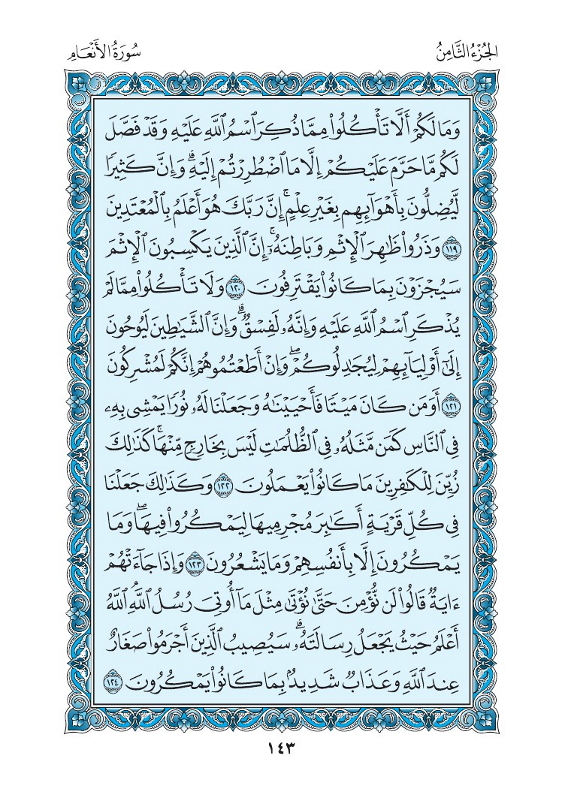 الجُزْءُ الثَّامِنُ
سُورَةُ الأَنْعَامِ
وَمَا لَكُمْ أَلَّا تَأْكُلُواْ مِمَّا ذُكِرَ ٱسْمُ ٱللَّهِ عَلَيْهِ وَقَدْ فَصَّلَ
لَكُم مَّا حَرَّمَ عَلَيْكُمْ إِلَّا مَا ٱضْطُرِرْتُمْ إِلَيْهِۗ وَإِنَّ كَثِيرًا
لَّيُضِلُّونَ بِأَهْوَآئِهِم بِغَيْرِ عِلْمٍۗ إِنَّ رَبَّكَ هُوَ أَعْلَمُ بِٱلْمُعْتَدِينَ
١١٩ وَذَرُواْ ظَٰهِرَ ٱلْإِثْمِ وَبَاطِنَهُۥٓۚ إِنَّ ٱلَّذِينَ يَكْسِبُونَ ٱلْإِثْمَ
سَيُجْزَوْنَ بِمَا كَانُواْ يَقْتَرِفُونَ ١٢٠ وَلَا تَأْكُلُواْ مِمَّا لَمْ
يُذْكَرِ ٱسْمُ ٱللَّهِ عَلَيْهِ وَإِنَّهُۥ لَفِسْقٌۗ وَإِنَّ ٱلشَّيَٰطِينَ لَيُوحُونَ
إِلَىٰٓ أَوْلِيَآئِهِمْ لِيُجَٰدِلُوكُمْۖ وَإِنْ أَطَعْتُمُوهُمْ إِنَّكُمْ لَمُشْرِكُونَ
١٢١ أَوَمَن كَانَ مَيْتًا فَأَحْيَيْنَٰهُ وَجَعَلْنَا لَهُۥ نُورًا يَمْشِى بِهِۦ
فِى ٱلنَّاسِ كَمَن مَّثَلُهُۥ فِى ٱلظُّلُمَٰتِ لَيْسَ بِخَارِجٍ مِّنْهَاۚ كَذَٰلِكَ
زُيِّنَ لِلْكَٰفِرِينَ مَا كَانُواْ يَعْمَلُونَ ١٢٢ وَكَذَٰلِكَ جَعَلْنَا
فِى كُلِّ قَرْيَةٍ أَكَٰبِرَ مُجْرِمِيهَا لِيَمْكُرُواْ فِيهَاۖ وَمَا
يَمْكُرُونَ إِلَّا بِأَنفُسِهِمْ وَمَا يَشْعُرُونَ ١٢٣ وَإِذَا جَآءَتْهُمْ
ءَايَةٌ قَالُواْ لَن نُّؤْمِنَ حَتَّىٰ نُؤْتَىٰ مِثْلَ مَآ أُوتِىَ رُسُلُ ٱللَّهِۘ ٱللَّهُ
أَعْلَمُ حَيْثُ يَجْعَلُ رِسَالَتَهُۥۗ سَيُصِيبُ ٱلَّذِينَ أَجْرَمُواْ صَغَارٌ
عِندَ ٱللَّهِ وَعَذَابٌ شَدِيدٌۢ بِمَا كَانُواْ يَمْكُرُونَ ١٢٤
١٤٣